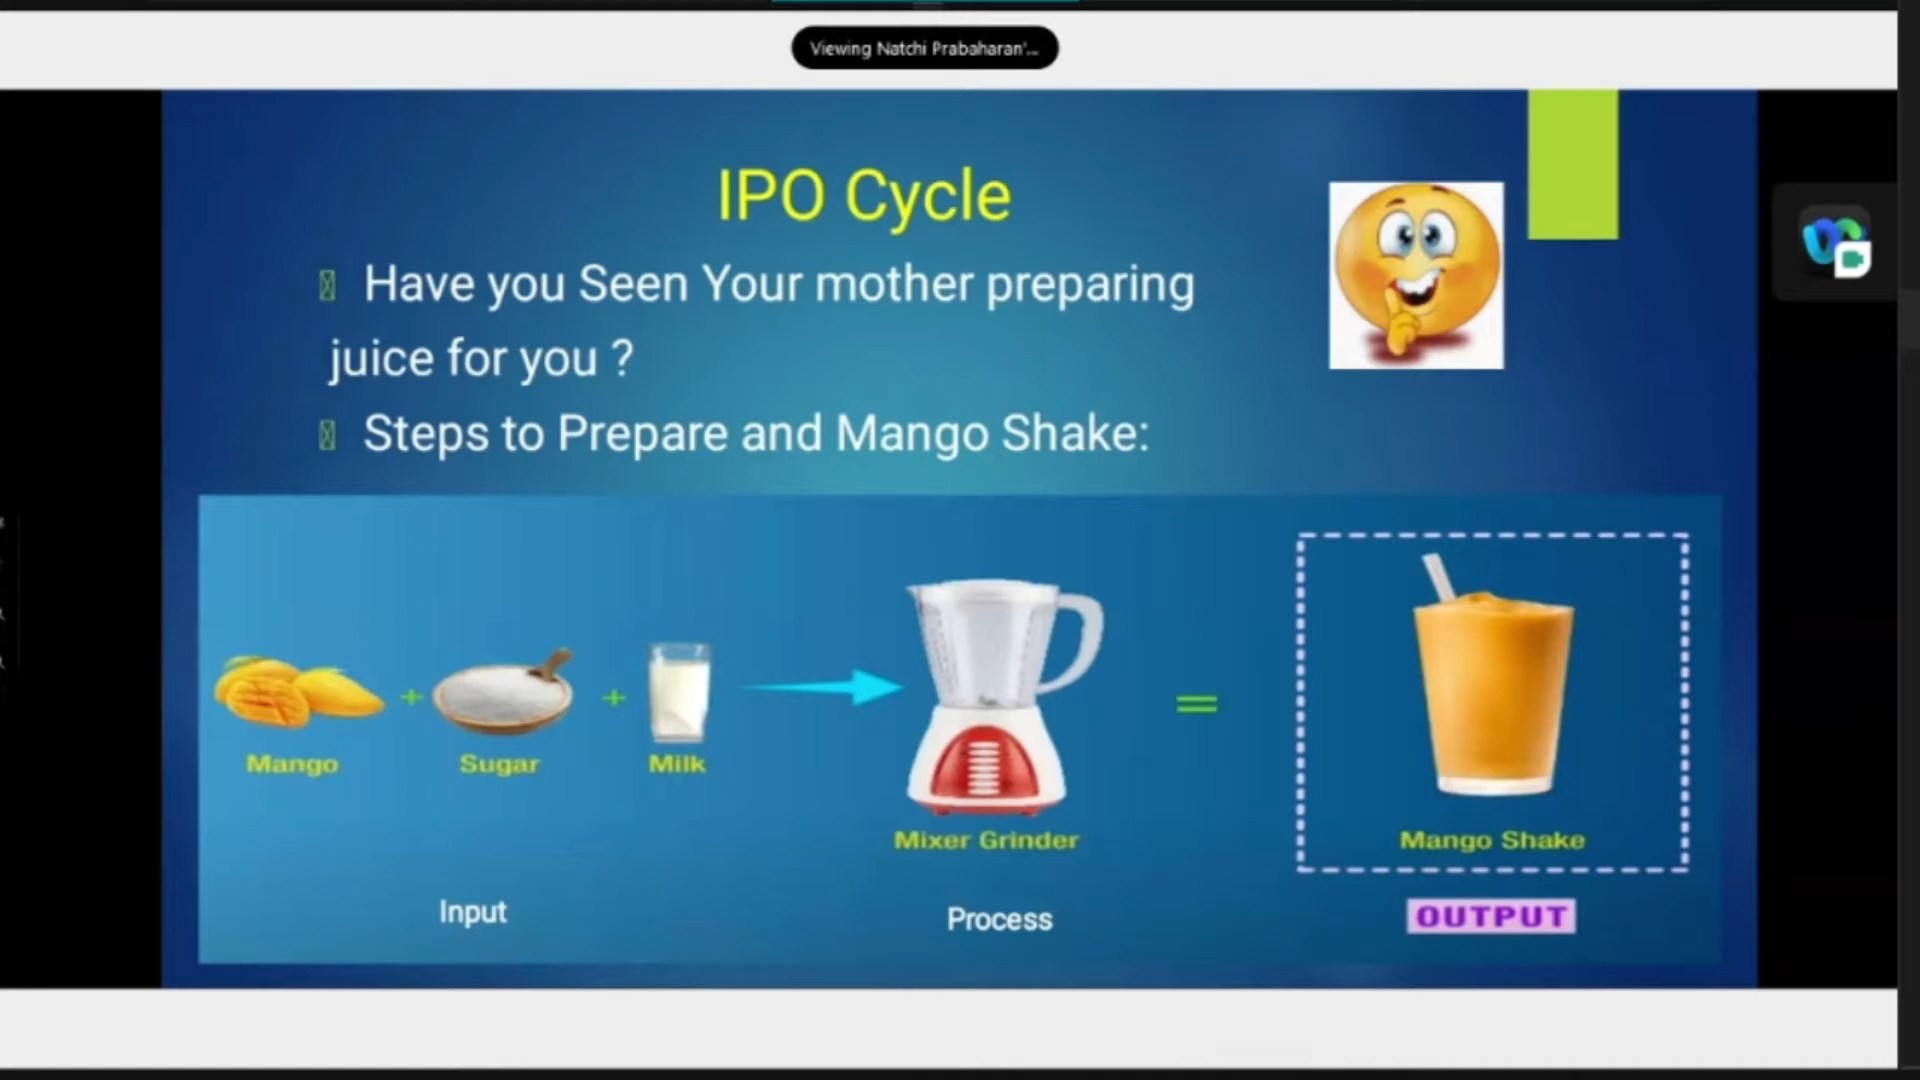 Viewing Natchi Prabaharan'...
IPO Cycle
Have you Seen Your mother preparing
juice for you ?
Steps to Prepare and Mango Shake:
Mango + Sugar + Milk
=
Mixer Grinder
Mango Shake
Input
Process
OUTPUT